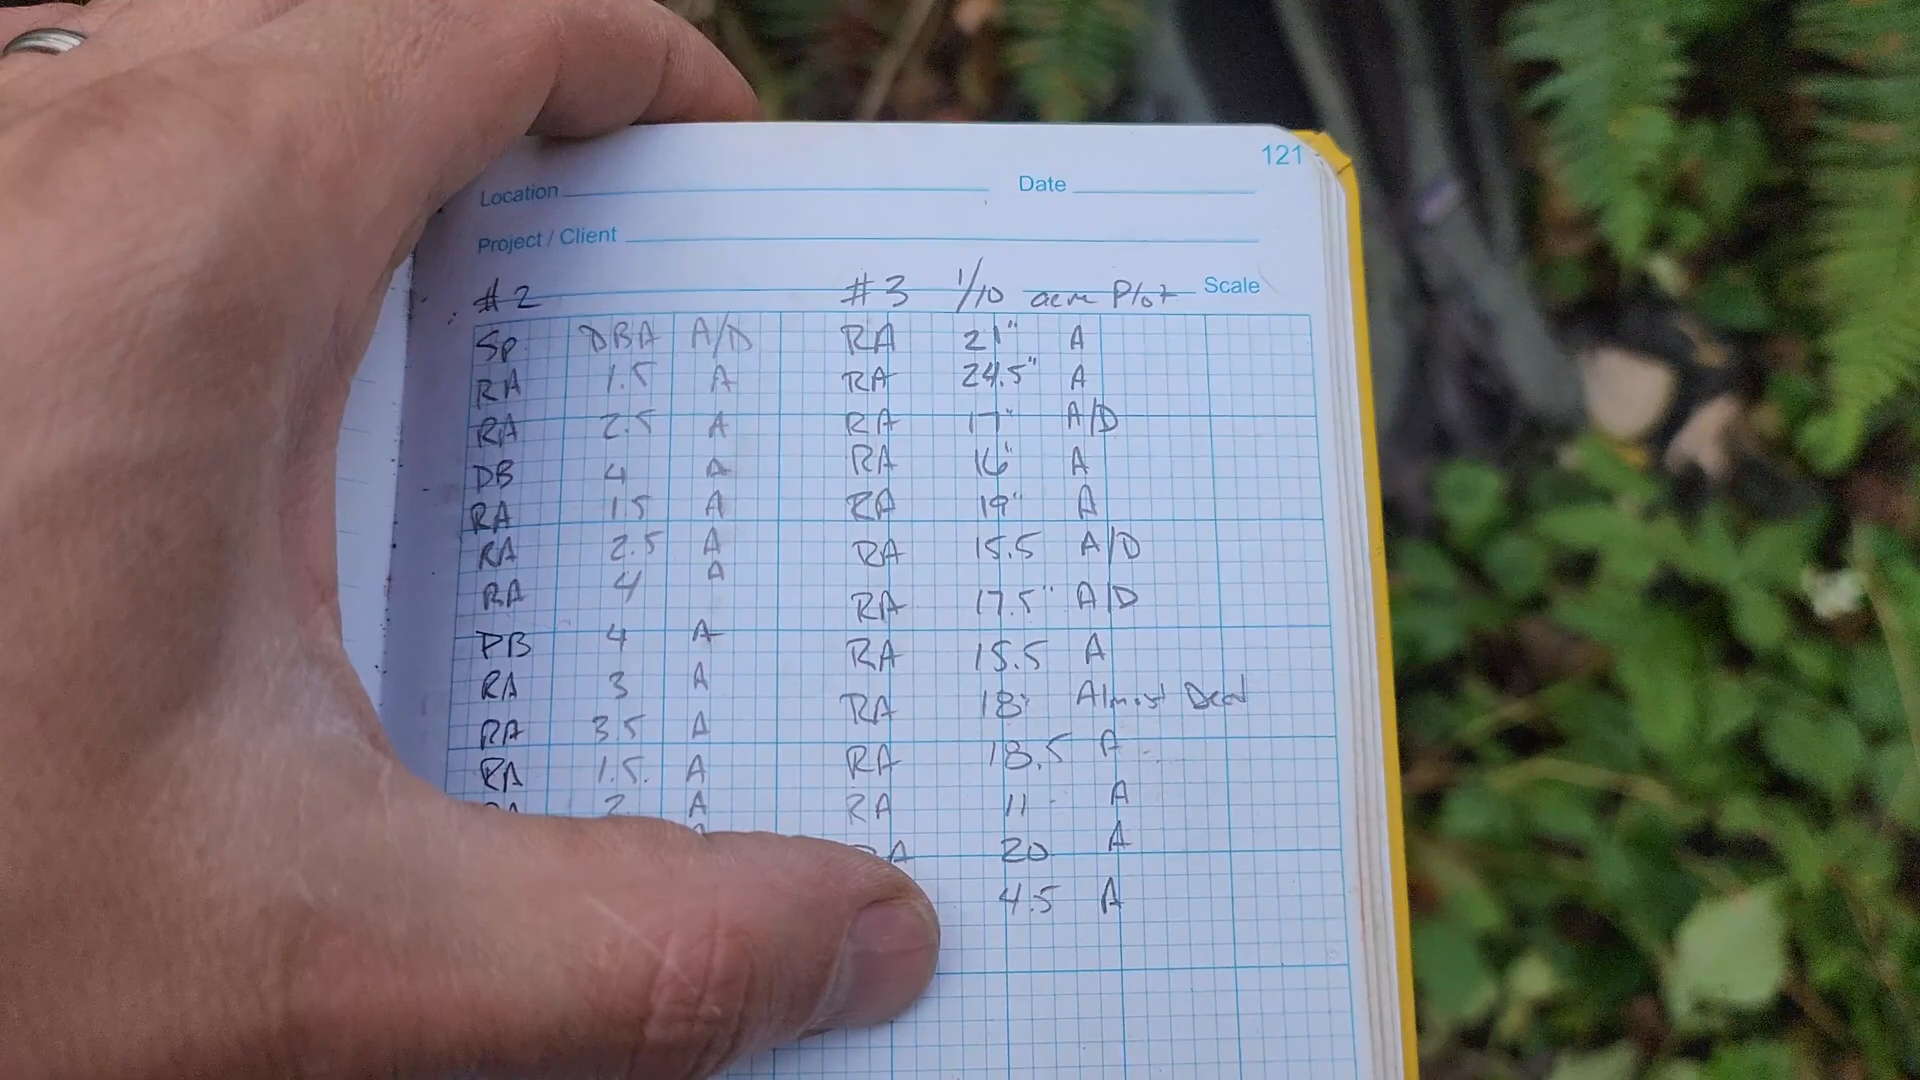 121
Location Date
Project / Client
Scale
#2
Sp DBA A/D
RA 1.5 A
RA 2.5 A
DB 4 A
RA 1.5 A
RA 2.5 A
RA 4 A
PB 4 A
RA 3 A
RA 3.5 A
RA 1.5. A
RA 2 A
#3 1/10 acre Plot
RA 21" A
RA 24.5" A
RA 17" A/D
RA 16" A
RA 19" A
RA 15.5 A/D
RA 17.5" A/D
RA 15.5 A
RA 18" Almost Dead
RA 18.5 A
RA 11 A
RA 20 A
4.5 A